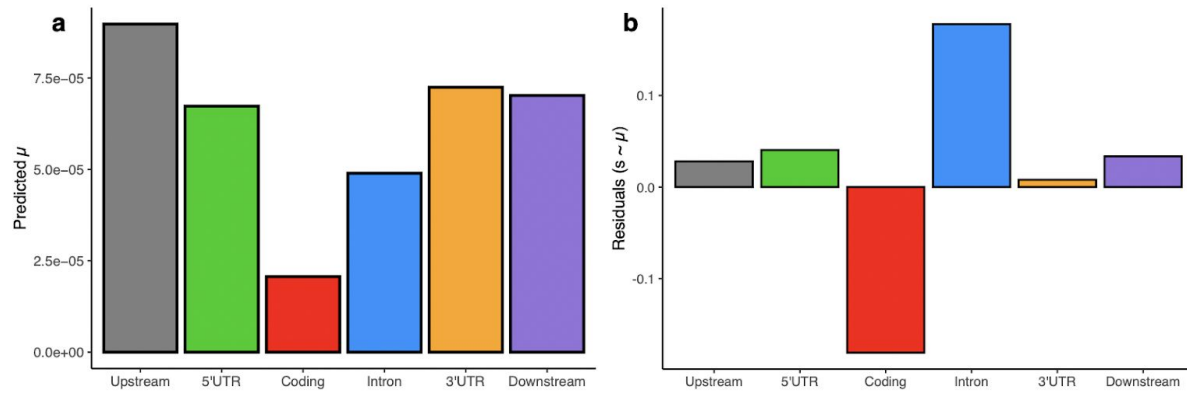 a
Predicted μ
7.5e−05
5.0e−05
2.5e−05
0.0e+00
Upstream 5'UTR Coding Intron 3'UTR Downstream
b
Residuals (s ~ μ)
0.1
0.0
-0.1
Upstream 5'UTR Coding Intron 3'UTR Downstream